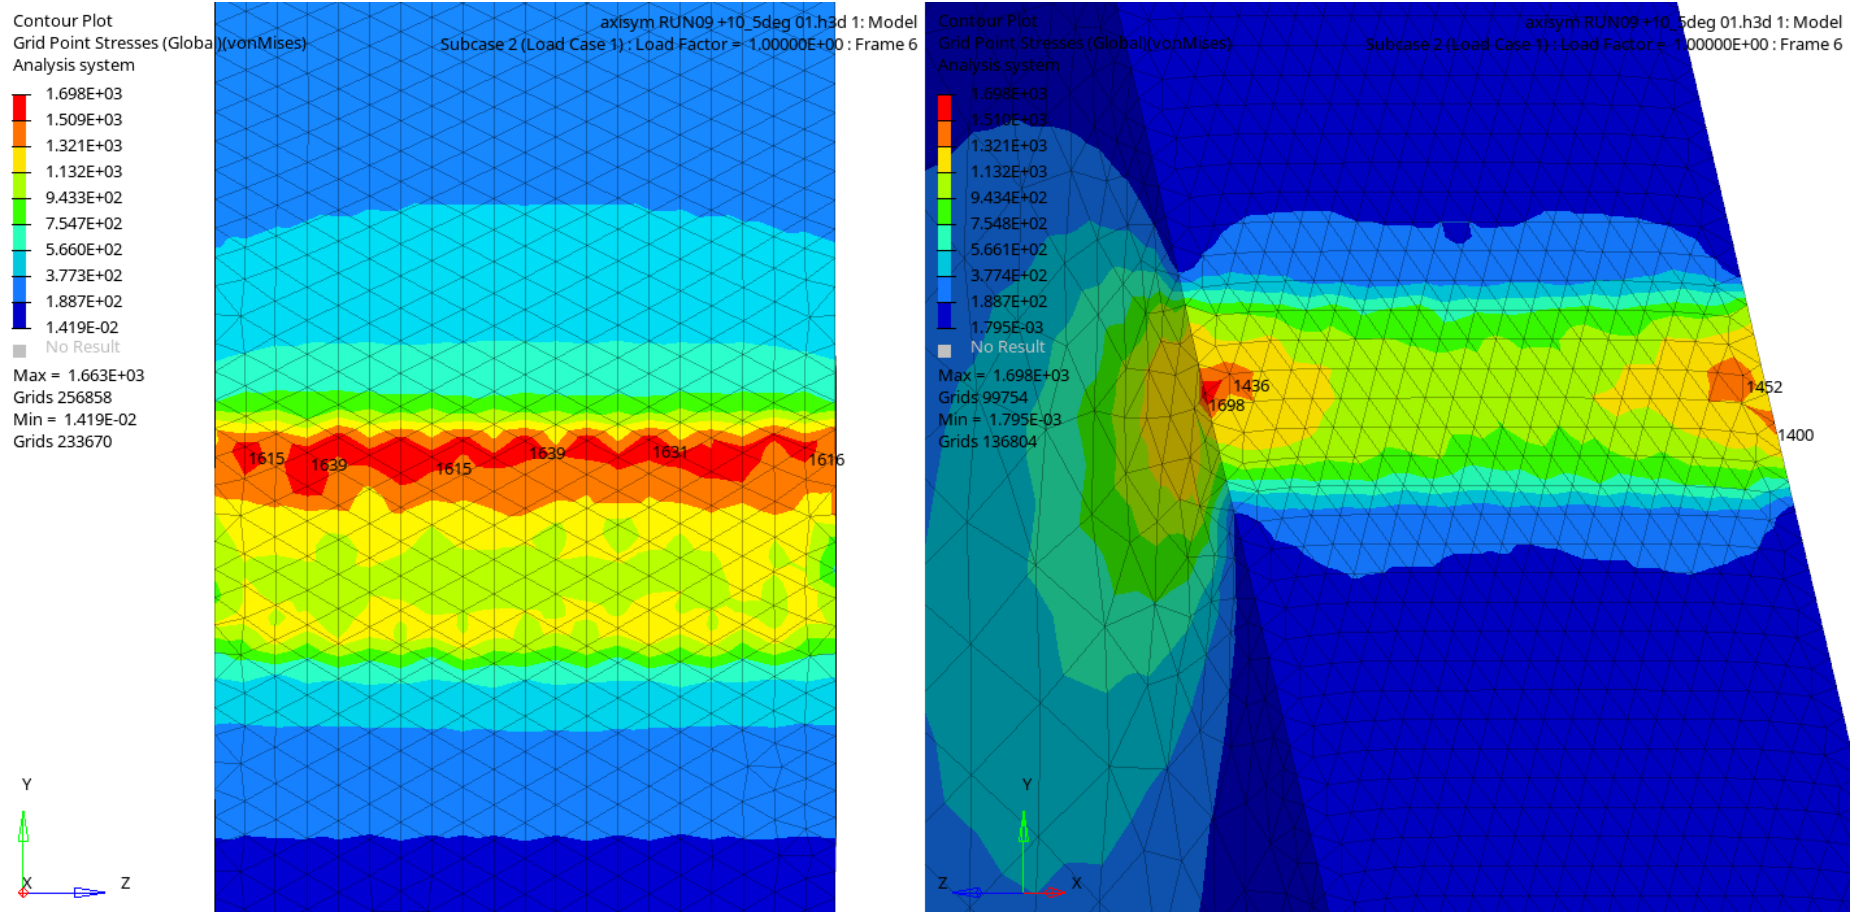 Contour Plot
Grid Point Stresses (Global)(vonMises)
Analysis system
axisym RUN09 +10_5deg 01.h3d 1: Model
Subcase 2 (Load Case 1) : Load Factor = 1.00000E+00 : Frame 6
1.698E+03
1.509E+03
1.321E+03
1.132E+03
9.433E+02
7.547E+02
5.660E+02
3.773E+02
1.887E+02
1.419E-02
No Result
Max = 1.663E+03
Grids 256858
Min = 1.419E-02
Grids 233670
1615
1639
1615
1639
1631
1616
Y
X
Z
Contour Plot
Grid Point Stresses (Global)(vonMises)
Analysis system
axisym RUN09 +10_5deg 01.h3d 1: Model
Subcase 2 (Load Case 1) : Load Factor = 1.00000E+00 : Frame 6
1.698E+03
1.510E+03
1.321E+03
1.132E+03
9.434E+02
7.548E+02
5.661E+02
3.774E+02
1.887E+02
1.795E-03
No Result
Max = 1.698E+03
Grids 99754
Min = 1.795E-03
Grids 136804
1436
1698
1452
1400
Y
Z
X